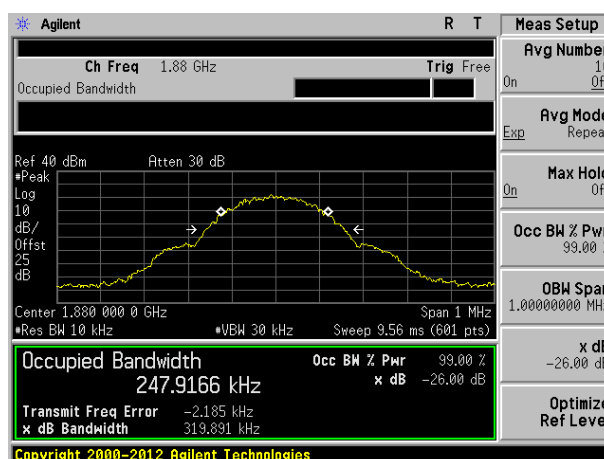 Agilent R T
Ch Freq 1.88 GHz Trig Free
Occupied Bandwidth
Ref 40 dBm Atten 30 dB
#Peak
Log
10
dB/
Offst
25
dB
Center 1.880 000 0 GHz Span 1 MHz
#Res BW 10 kHz #VBW 30 kHz Sweep 9.56 ms (601 pts)
Occupied Bandwidth
247.9166 kHz
Occ BW % Pwr 99.00 %
x dB -26.00 dB
Transmit Freq Error -2.185 kHz
x dB Bandwidth 319.891 kHz
Copyright 2000-2012 Agilent Technologies
Meas Setup
Avg Number
On
Avg Mode
Exp Repea
Max Hold
On
Occ BW % Pwr
99.00
OBW Span
1.00000000 MH
x dB
-26.00 d
Optimize
Ref Level